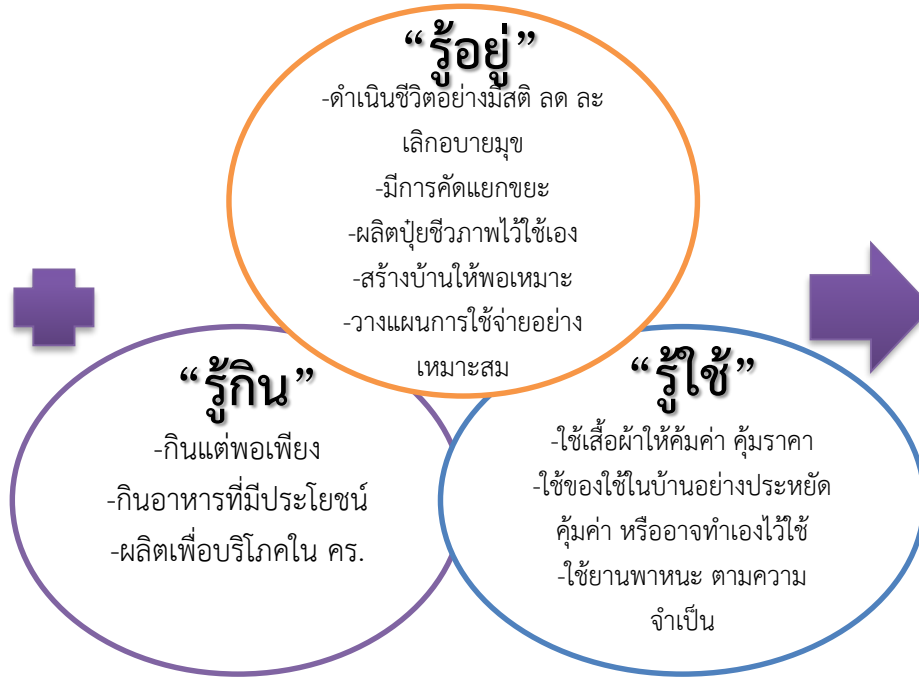 “รู้อยู่”
-ดำเนินชีวิตอย่างมีสติ ลด ละ
เลิกอบายมุข
-มีการคัดแยกขยะ
-ผลิตปุ๋ยชีวภาพไว้ใช้เอง
-สร้างบ้านให้พอเหมาะ
-วางแผนการใช้จ่ายอย่าง
เหมาะสม
“รู้กิน”
-กินแต่พอเพียง
-กินอาหารที่มีประโยชน์
-ผลิตเพื่อบริโภคใน คร.
“รู้ใช้”
-ใช้เสื้อผ้าให้คุ้มค่า คุ้มราคา
-ใช้ของใช้ในบ้านอย่างประหยัด
คุ้มค่า หรืออาจทำเองไว้ใช้
-ใช้ยานพาหนะ ตามความ
จำเป็น